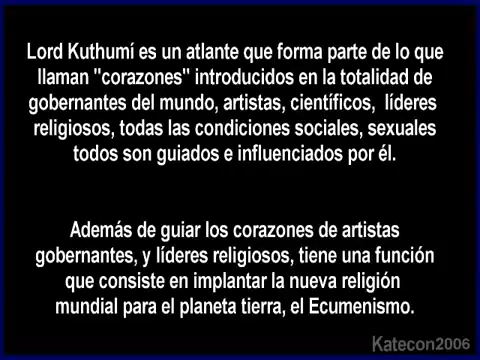 Lord Kuthumí es un atlante que forma parte de lo que
llaman "corazones" introducidos en la totalidad de
gobernantes del mundo, artistas, científicos, líderes
religiosos, todas las condiciones sociales, sexuales
todos son guiados e influenciados por él.
Además de guiar los corazones de artistas
gobernantes, y líderes religiosos, tiene una función
que consiste en implantar la nueva religión
mundial para el planeta tierra, el Ecumenismo.
Katecon2006